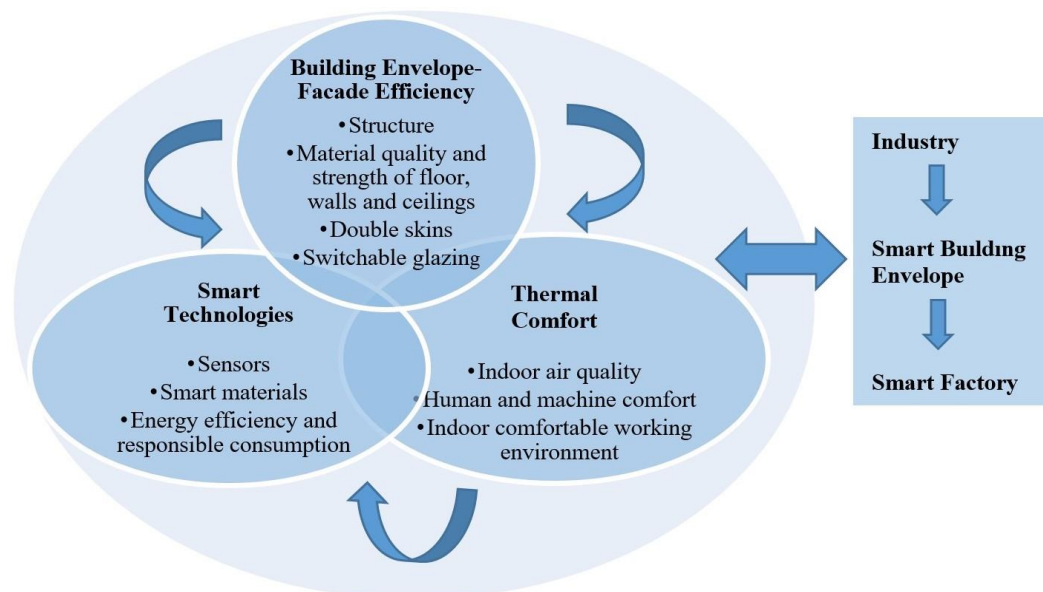 Building Envelope-
Facade Efficiency
•Structure
•Material quality and
strength of floor,
walls and ceilings
•Double skins
•Switchable glazing
Smart
Technologies
•Sensors
•Smart materials
•Energy efficiency and
responsible consumption
Thermal
Comfort
•Indoor air quality
•Human and machine comfort
•Indoor comfortable working
environment
Industry
Smart Building
Envelope
Smart Factory